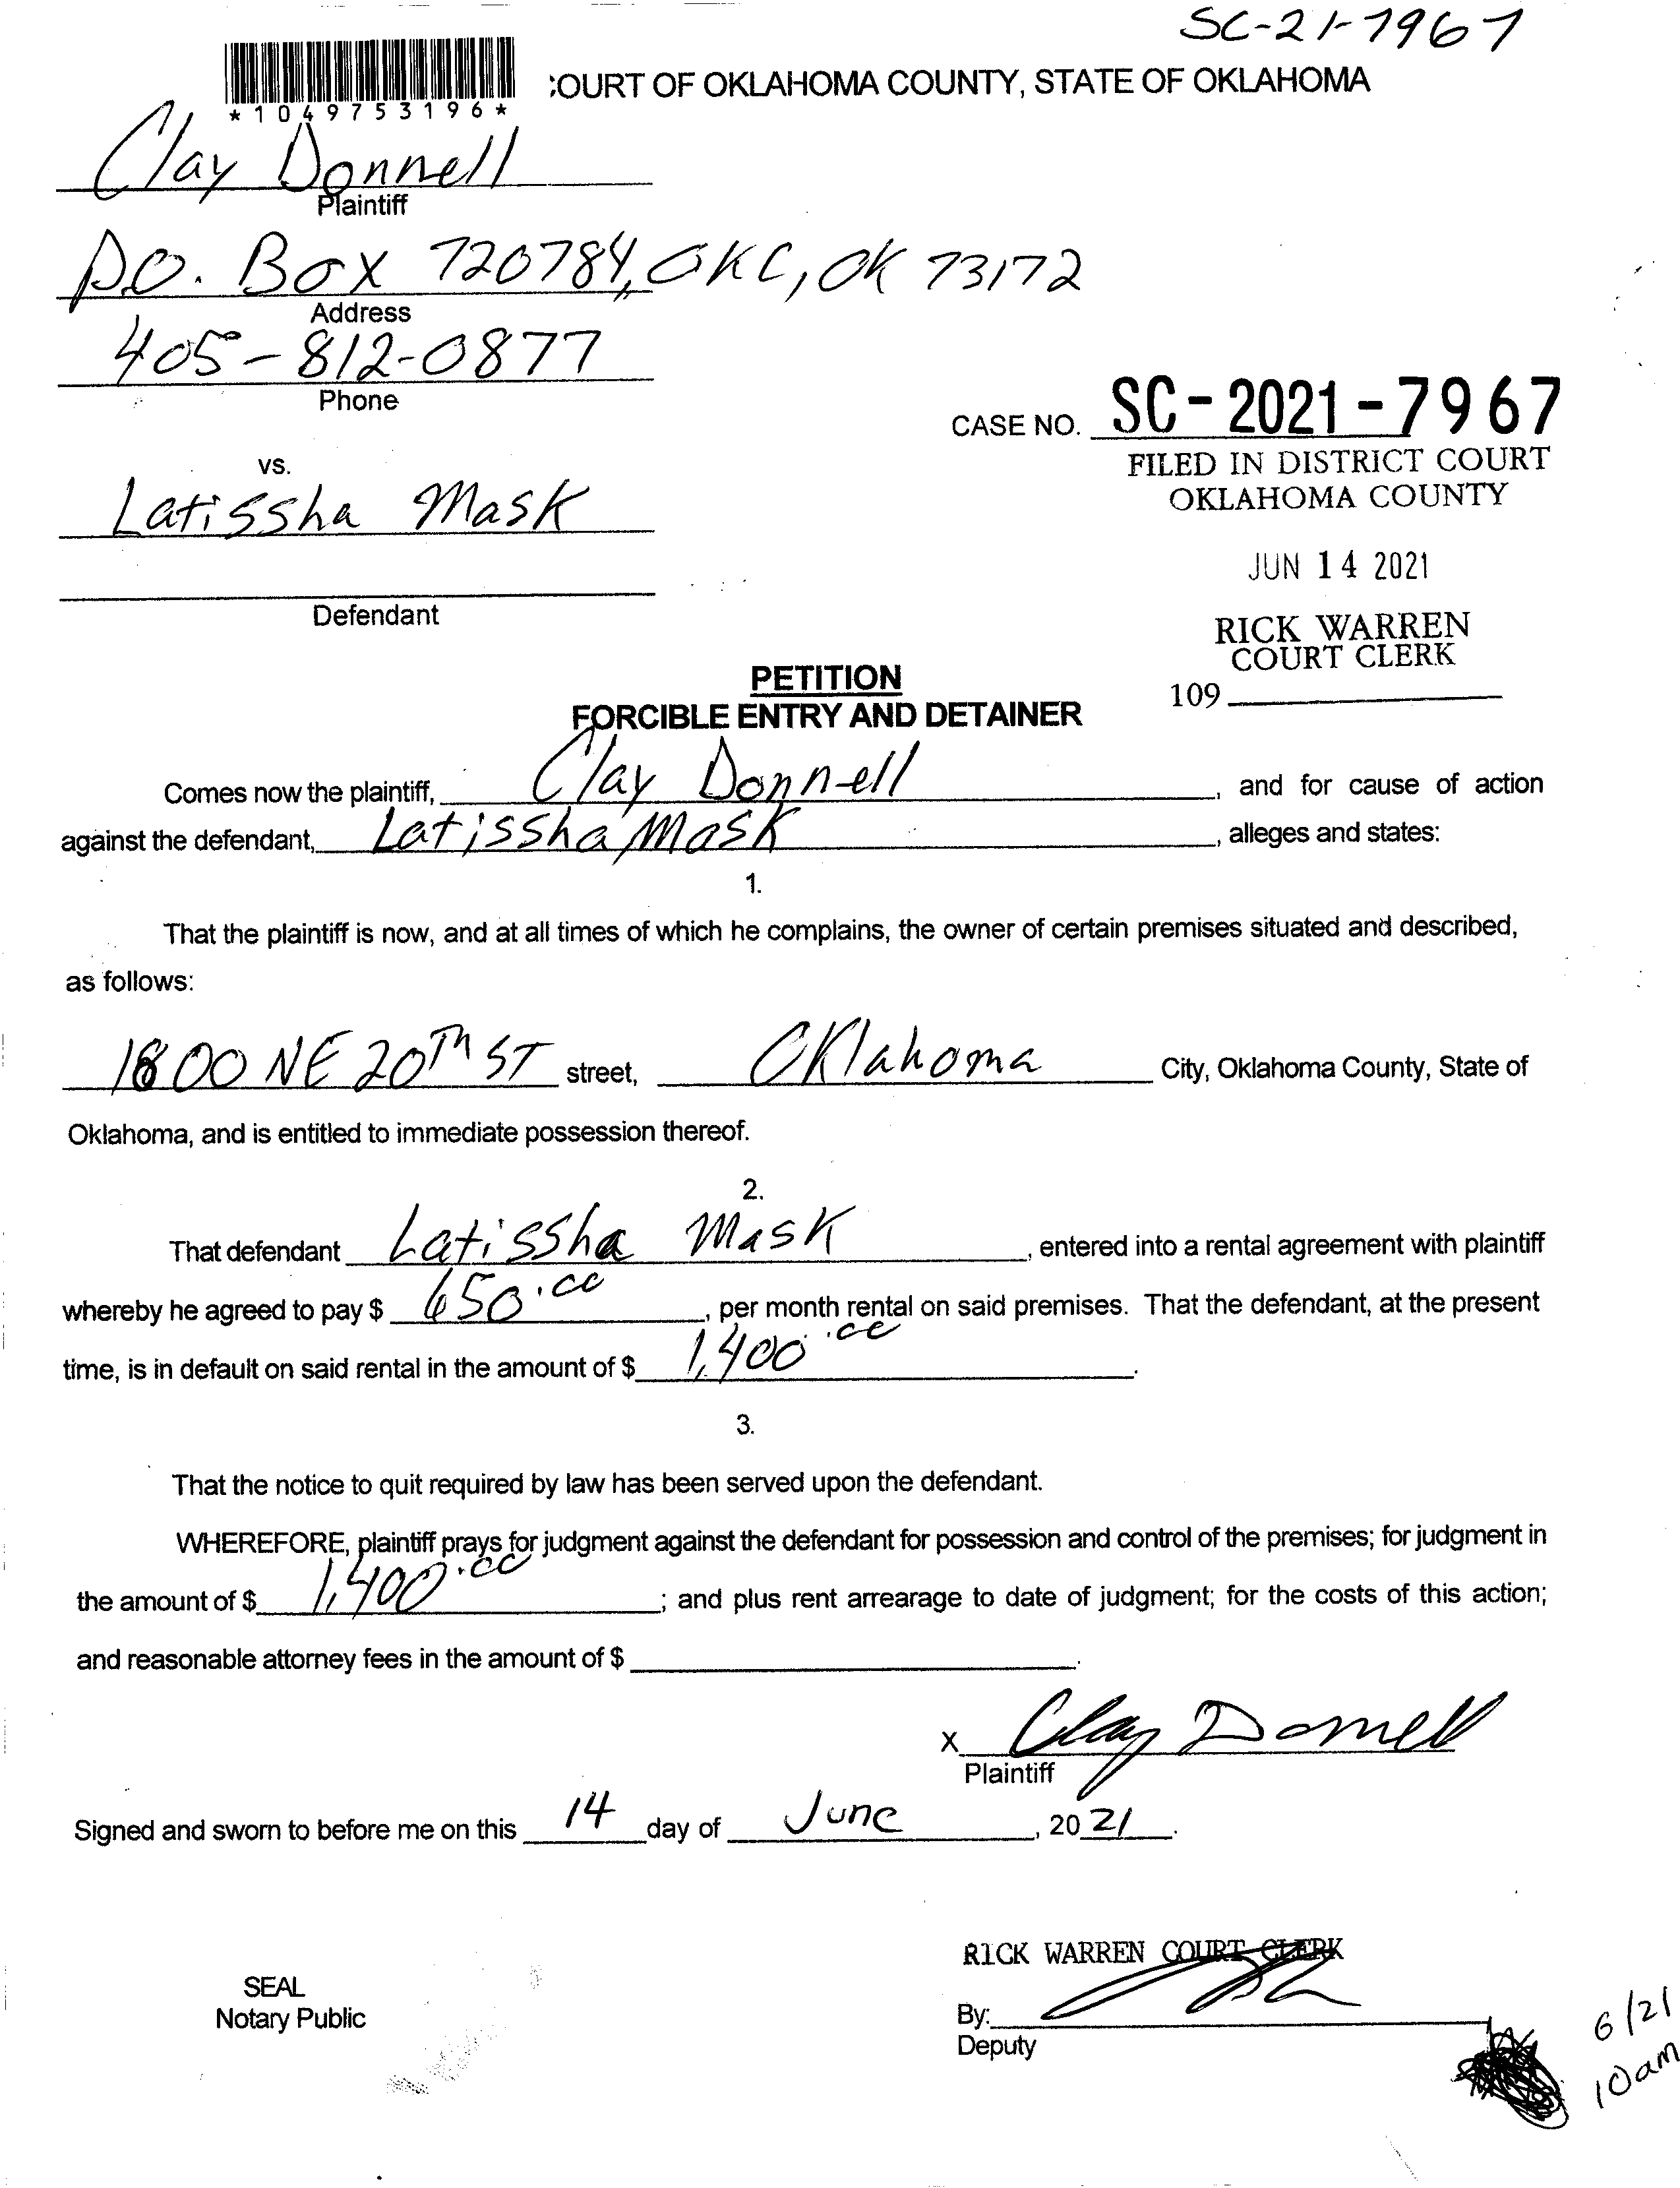 SC-21-7967
*1049753196*
:OURT OF OKLAHOMA COUNTY, STATE OF OKLAHOMA
Clay Donnell
Plaintiff
P.O. Box 720784, OKC, OK 73172
Address
405-812-0877
Phone
CASE NO. SC-2021-7967
FILED IN DISTRICT COURT
OKLAHOMA COUNTY
vs.
Latissha Mask
JUN 14 2021
Defendant
RICK WARREN
COURT CLERK
109
PETITION
FORCIBLE ENTRY AND DETAINER
Comes now the plaintiff, Clay Donnell, and for cause of action
against the defendant, Latissha Mask, alleges and states:
1.
That the plaintiff is now, and at all times of which he complains, the owner of certain premises situated and described,
as follows:
1800 NE 20Th ST street, Oklahoma City, Oklahoma County, State of
Oklahoma, and is entitled to immediate possession thereof.
2.
That defendant Latissha Mask, entered into a rental agreement with plaintiff
whereby he agreed to pay $ 650.00, per month rental on said premises. That the defendant, at the present
time, is in default on said rental in the amount of $ 1,400.00.
3.
That the notice to quit required by law has been served upon the defendant.
WHEREFORE, plaintiff prays for judgment against the defendant for possession and control of the premises; for judgment in
the amount of $ 1,400.00; and plus rent arrearage to date of judgment; for the costs of this action;
and reasonable attorney fees in the amount of $ .
X Clay Donnell
Plaintiff
Signed and sworn to before me on this 14 day of June, 2021.
RICK WARREN COURT CLERK
SEAL
Notary Public
By:
Deputy
6/21
10am